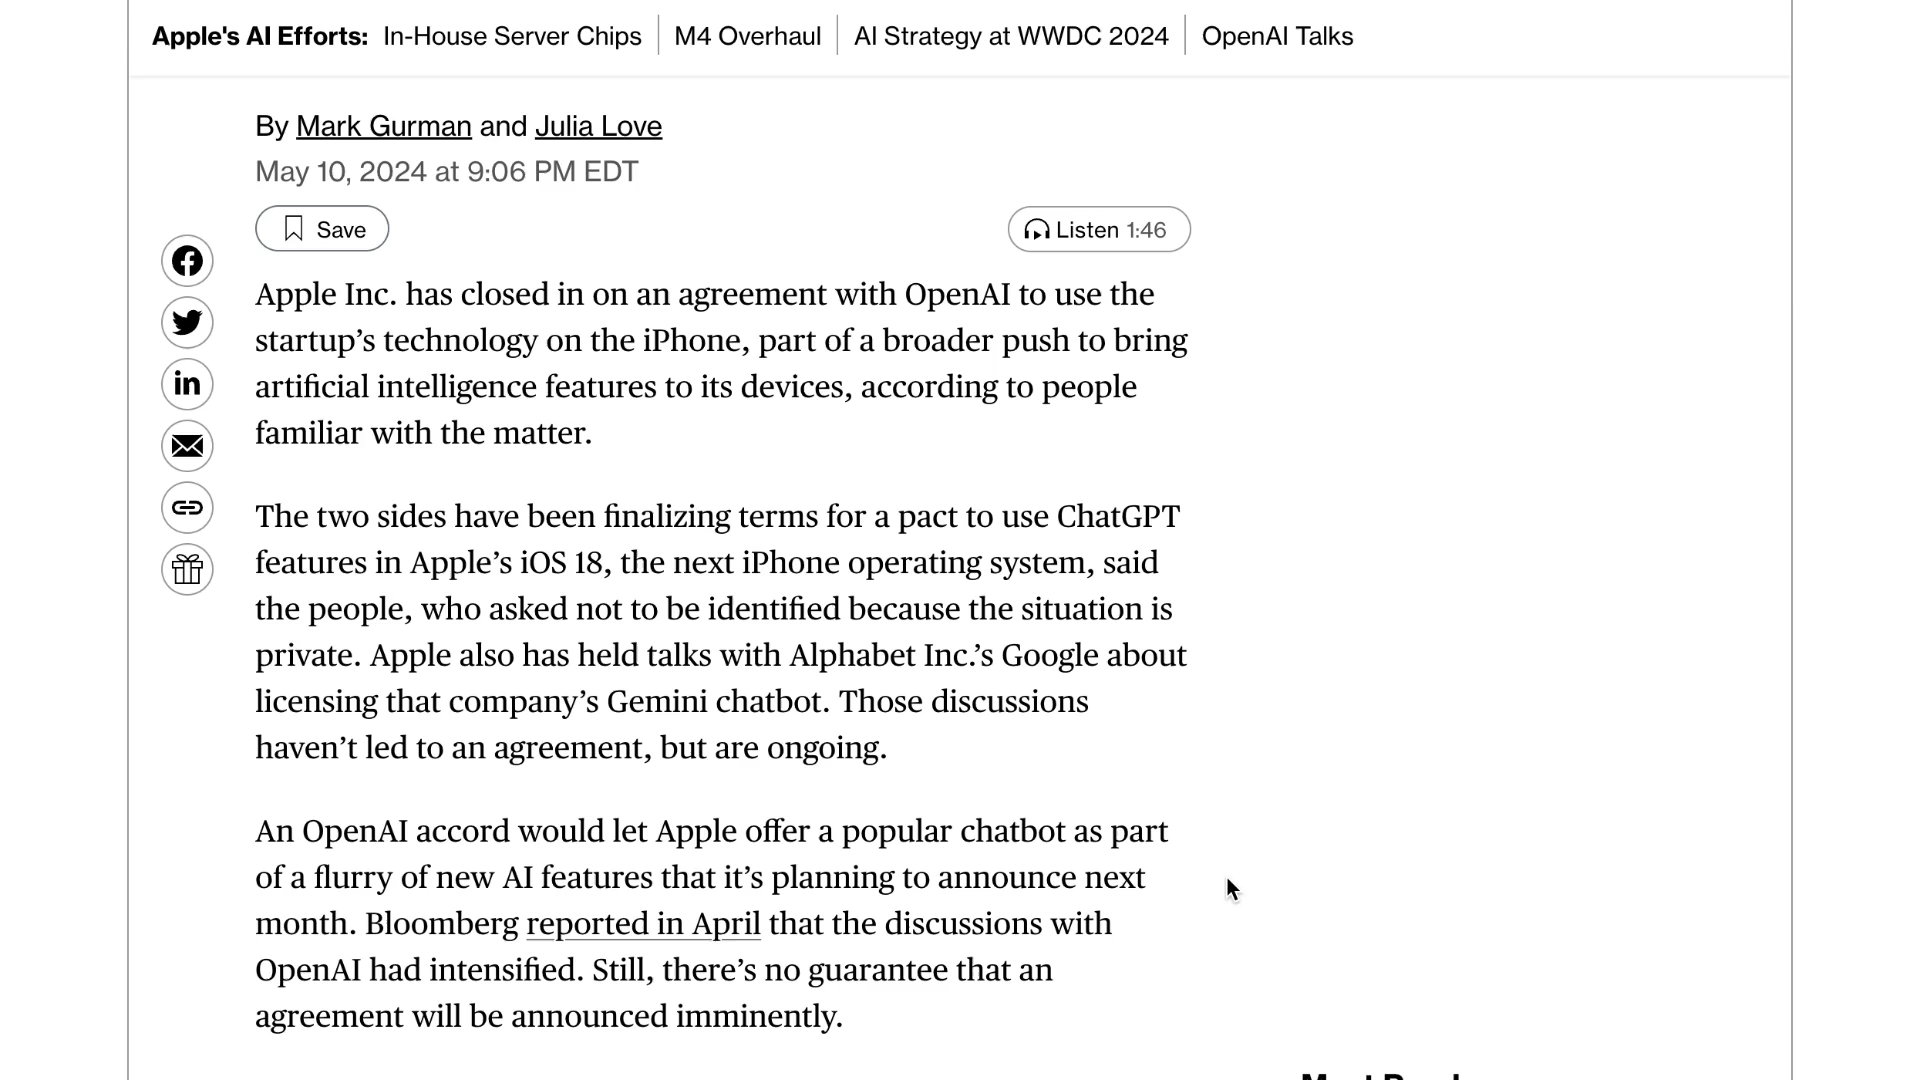 Apple's AI Efforts: In-House Server Chips M4 Overhaul AI Strategy at WWDC 2024 OpenAI Talks
By Mark Gurman and Julia Love
May 10, 2024 at 9:06 PM EDT
Save
Listen 1:46
in
Apple Inc. has closed in on an agreement with OpenAI to use the
startup’s technology on the iPhone, part of a broader push to bring
artificial intelligence features to its devices, according to people
familiar with the matter.
The two sides have been finalizing terms for a pact to use ChatGPT
features in Apple’s iOS 18, the next iPhone operating system, said
the people, who asked not to be identified because the situation is
private. Apple also has held talks with Alphabet Inc.’s Google about
licensing that company’s Gemini chatbot. Those discussions
haven’t led to an agreement, but are ongoing.
An OpenAI accord would let Apple offer a popular chatbot as part
of a flurry of new AI features that it’s planning to announce next
month. Bloomberg reported in April that the discussions with
OpenAI had intensified. Still, there’s no guarantee that an
agreement will be announced imminently.